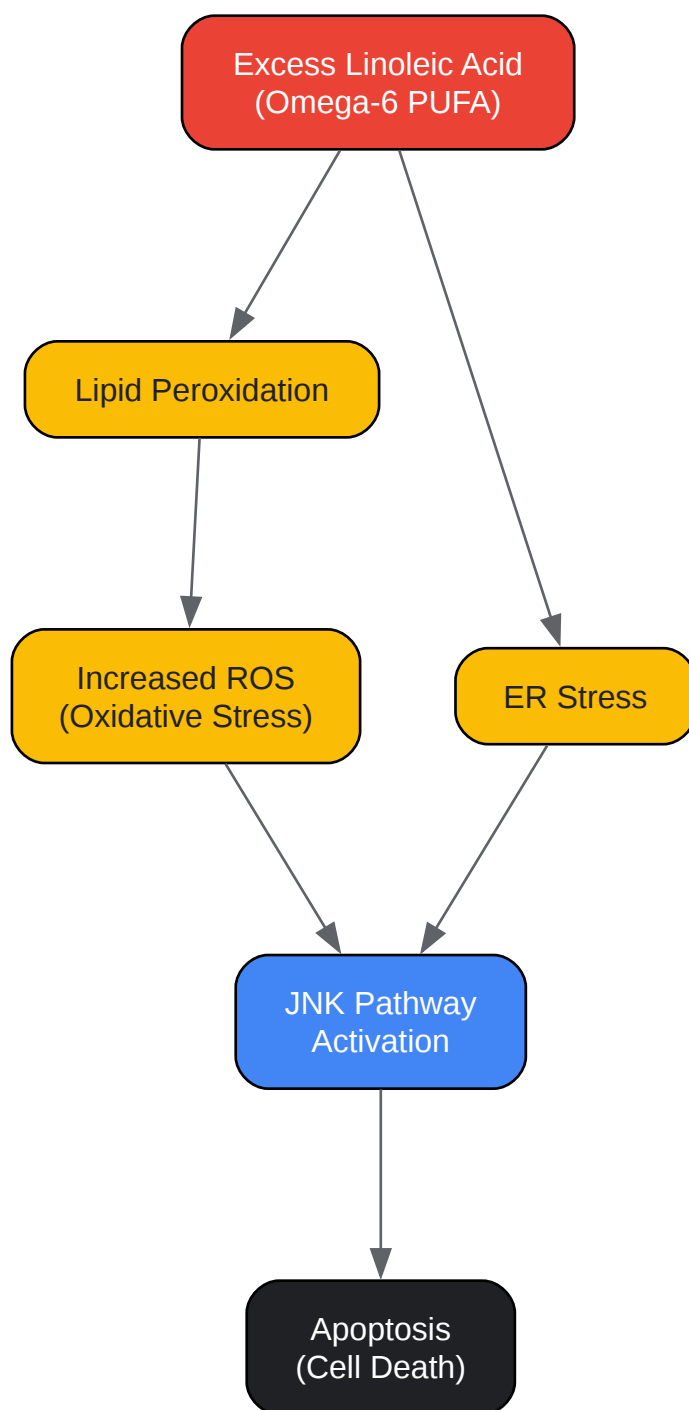 Excess Linoleic Acid
(Omega-6 PUFA)
Lipid Peroxidation
Increased ROS
(Oxidative Stress)
ER Stress
JNK Pathway
Activation
Apoptosis
(Cell Death)